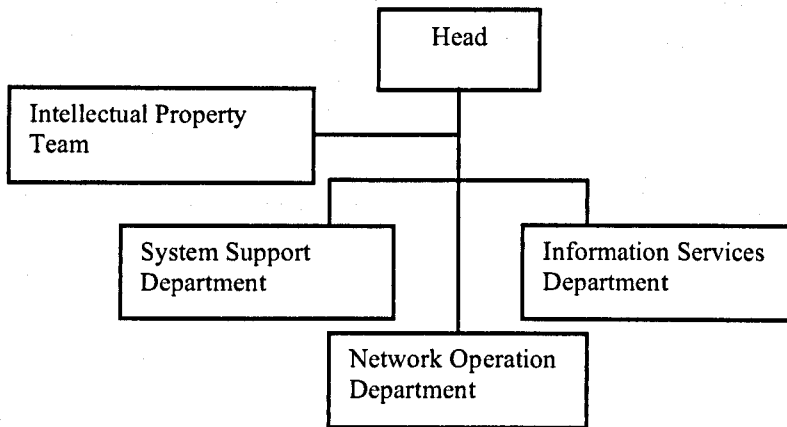 Head
Intellectual Property
Team
System Support
Department
Information Services
Department
Network Operation
Department